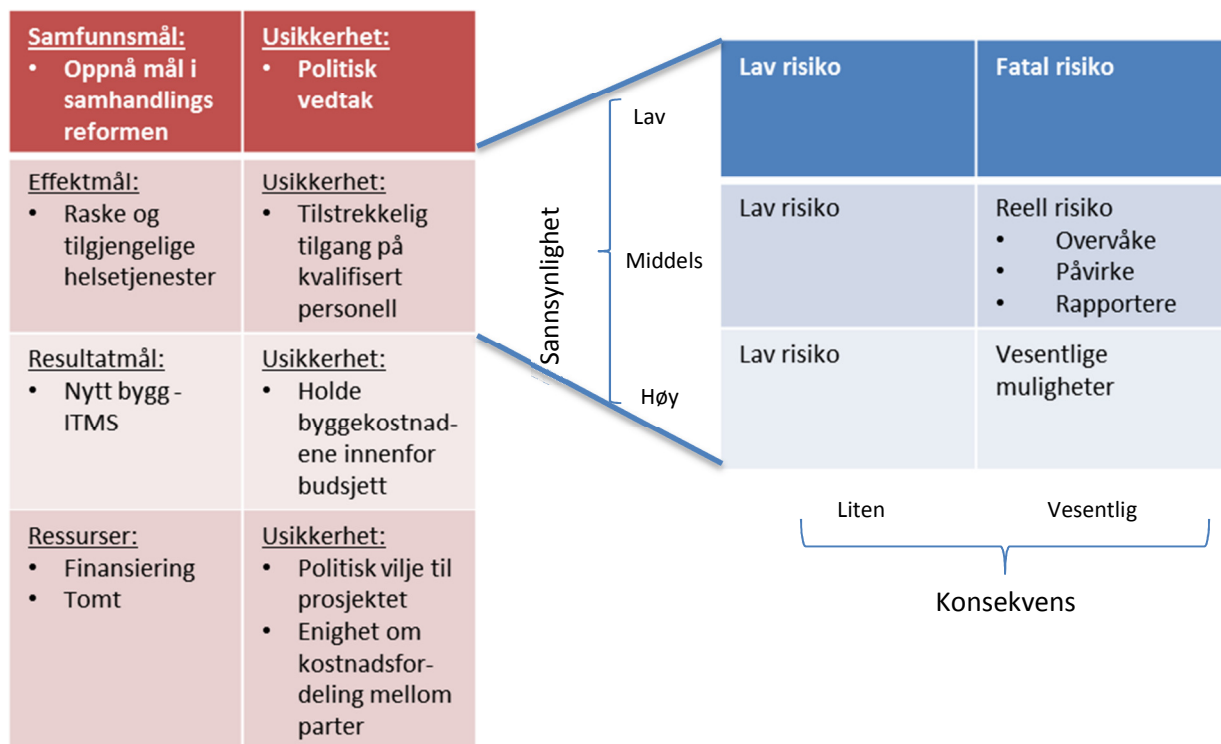 Samfunnsmål:
• Oppnå mål i
samhandlings
reformen
Usikkerhet:
• Politisk
vedtak
Effektmål:
• Raske og
tilgjengelige
helsetjenester
Usikkerhet:
• Tilstrekkelig
tilgang på
kvalifisert
personell
Resultatmål:
• Nytt bygg -
ITMS
Usikkerhet:
• Holde
byggekostnad-
ene innenfor
budsjett
Ressurser:
• Finansiering
• Tomt
Usikkerhet:
• Politisk vilje til
prosjektet
• Enighet om
kostnadsfor-
deling mellom
parter
Sannsynlighet
Lav
Middels
Høy
Lav risiko
Fatal risiko
Lav risiko
Reell risiko
• Overvåke
• Påvirke
• Rapportere
Lav risiko
Vesentlige
muligheter
Liten
Vesentlig
Konsekvens